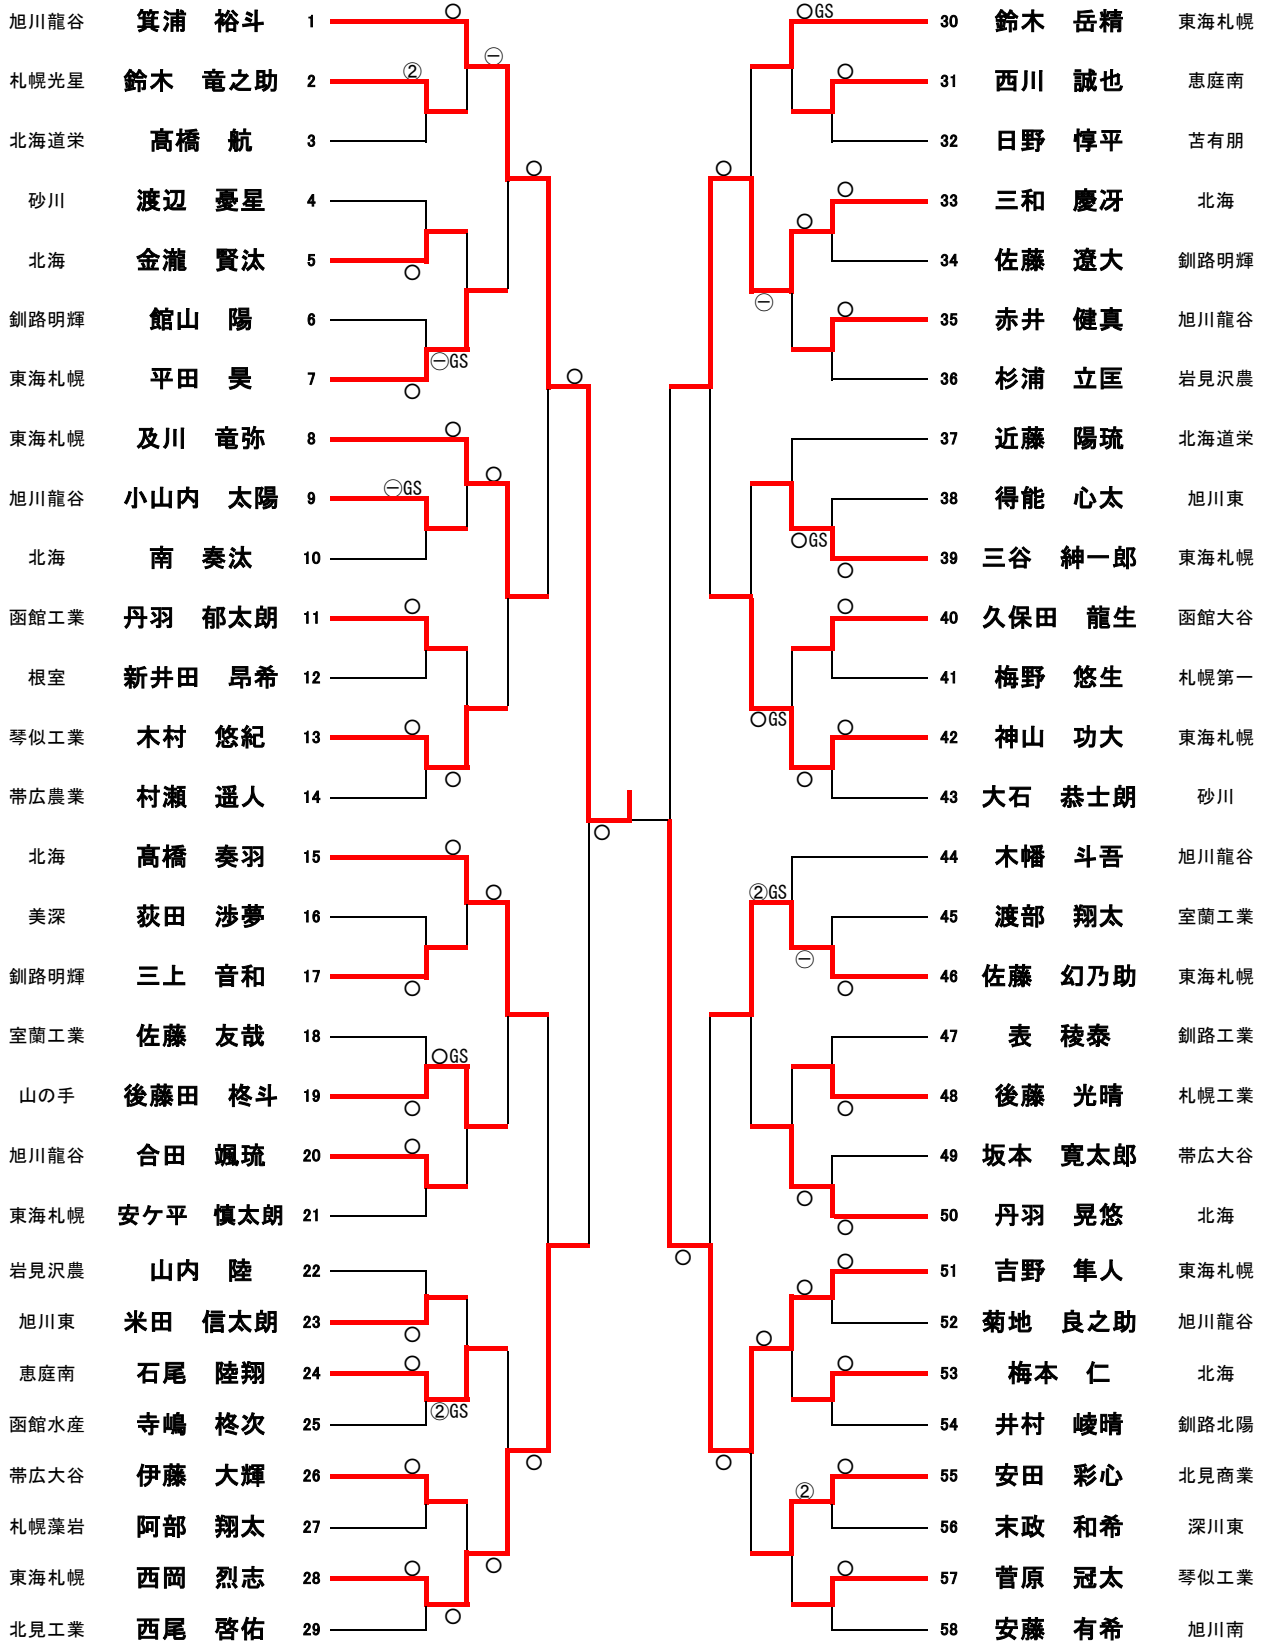 旭川龍谷 箕浦 裕斗 1
札幌光星 鈴木 竜之助 2 ②
北海道栄 髙橋 航 3
砂川 渡辺 憂星 4
北海 金瀧 賢汰 5
釧路明輝 館山 陽 6
東海札幌 平田 昊 7 ㊀GS
東海札幌 及川 竜弥 8
旭川龍谷 小山内 太陽 9 ㊀GS
北海 南 奏汰 10
函館工業 丹羽 郁太朗 11
根室 新井田 昂希 12
琴似工業 木村 悠紀 13
帯広農業 村瀬 遥人 14
北海 髙橋 奏羽 15
美深 荻田 渉夢 16
釧路明輝 三上 音和 17
室蘭工業 佐藤 友哉 18
山の手 後藤田 柊斗 19 ○GS
旭川龍谷 合田 颯琉 20
東海札幌 安ケ平 慎太朗 21
岩見沢農 山内 陸 22
旭川東 米田 信太朗 23
恵庭南 石尾 陸翔 24
函館水産 寺嶋 柊次 25 ②GS
帯広大谷 伊藤 大輝 26
札幌藻岩 阿部 翔太 27
東海札幌 西岡 烈志 28
北見工業 西尾 啓佑 29
○GS 30 鈴木 岳精 東海札幌
31 西川 誠也 恵庭南
32 日野 惇平 苫有朋
33 三和 慶冴 北海
34 佐藤 遼大 釧路明輝
㊀ 35 赤井 健真 旭川龍谷
36 杉浦 立匡 岩見沢農
37 近藤 陽琉 北海道栄
38 得能 心太 旭川東
○GS 39 三谷 紳一郎 東海札幌
40 久保田 龍生 函館大谷
41 梅野 悠生 札幌第一
○GS 42 神山 功大 東海札幌
43 大石 恭士朗 砂川
44 木幡 斗吾 旭川龍谷
②GS 45 渡部 翔太 室蘭工業
㊀ 46 佐藤 幻乃助 東海札幌
47 表 稜泰 釧路工業
48 後藤 光晴 札幌工業
49 坂本 寛太郎 帯広大谷
50 丹羽 晃悠 北海
51 吉野 隼人 東海札幌
52 菊地 良之助 旭川龍谷
53 梅本 仁 北海
54 井村 崚晴 釧路北陽
② 55 安田 彩心 北見商業
56 末政 和希 深川東
57 菅原 冠太 琴似工業
58 安藤 有希 旭川南